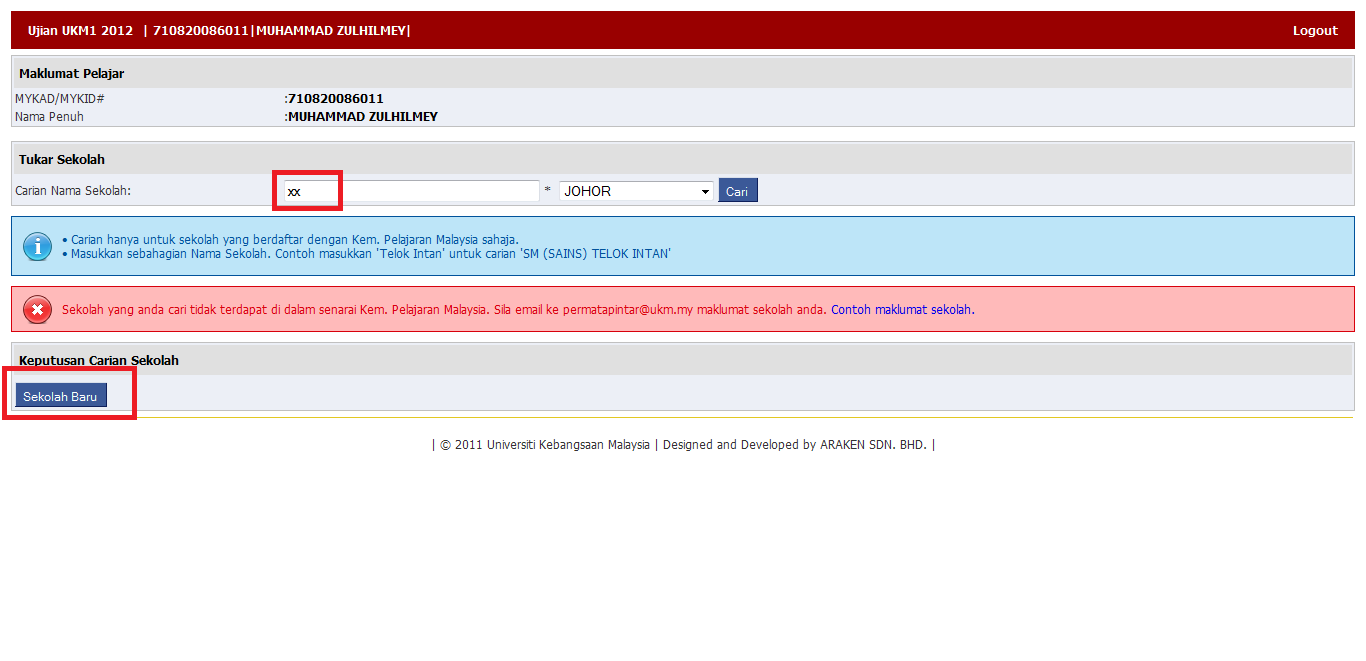 Ujian UKM1 2012 | 710820086011|MUHAMMAD ZULHILMEY| Logout
Maklumat Pelajar
MYKAD/MYKID# :710820086011
Nama Penuh :MUHAMMAD ZULHILMEY
Tukar Sekolah
Carian Nama Sekolah: xx * JOHOR Cari
• Carian hanya untuk sekolah yang berdaftar dengan Kem. Pelajaran Malaysia sahaja.
• Masukkan sebahagian Nama Sekolah. Contoh masukkan 'Telok Intan' untuk carian 'SM (SAINS) TELOK INTAN'
Sekolah yang anda cari tidak terdapat di dalam senarai Kem. Pelajaran Malaysia. Sila email ke permatapintar@ukm.my maklumat sekolah anda. Contoh maklumat sekolah.
Keputusan Carian Sekolah
Sekolah Baru
| © 2011 Universiti Kebangsaan Malaysia | Designed and Developed by ARAKEN SDN. BHD. |